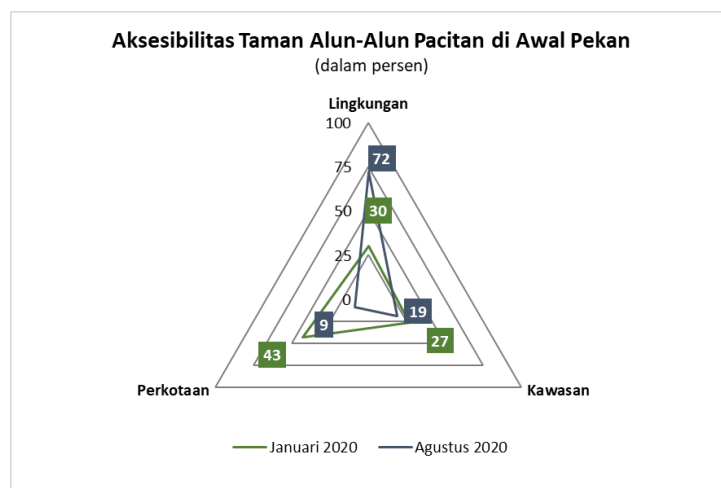 Aksesibilitas Taman Alun-Alun Pacitan di Awal Pekan
(dalam persen)
Lingkungan
100
75
72
50
30
25
0
19
9
27
43
Perkotaan
Kawasan
Januari 2020
Agustus 2020